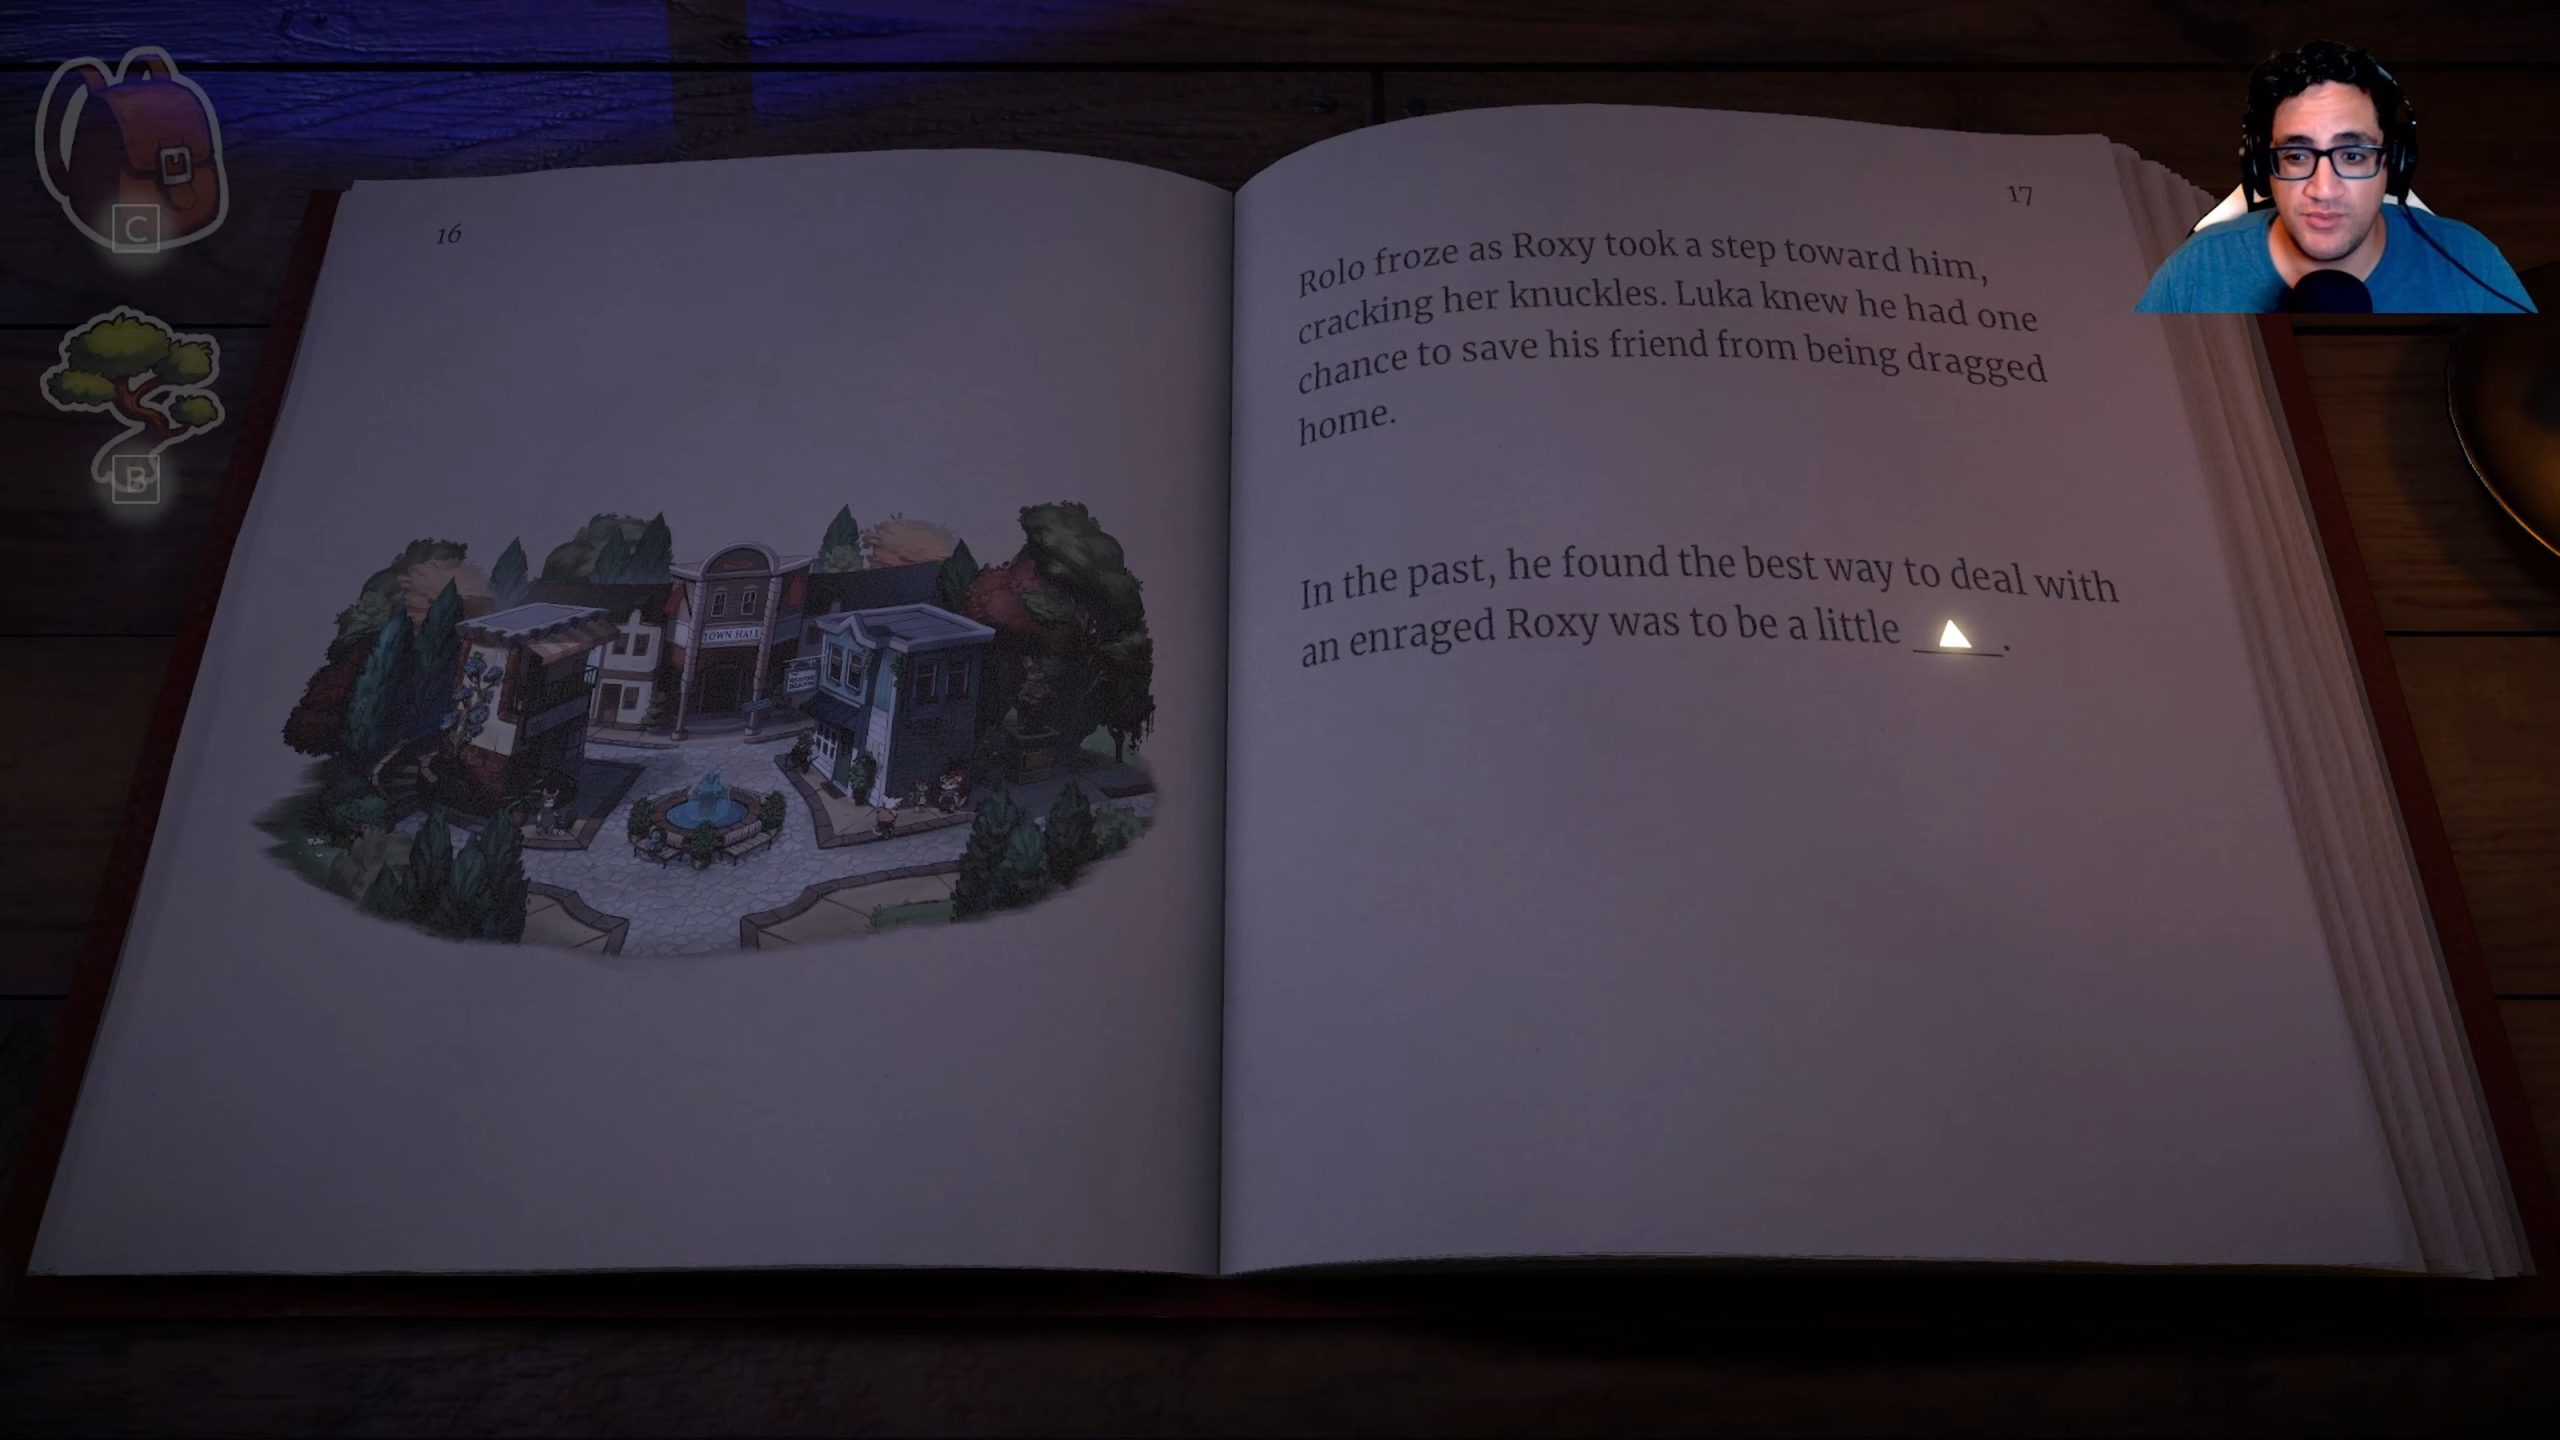 C
B
16
TOWN HALL
17
Rolo froze as Roxy took a step toward him,
cracking her knuckles. Luka knew he had one
chance to save his friend from being dragged
home.
In the past, he found the best way to deal with
an enraged Roxy was to be a little ____.